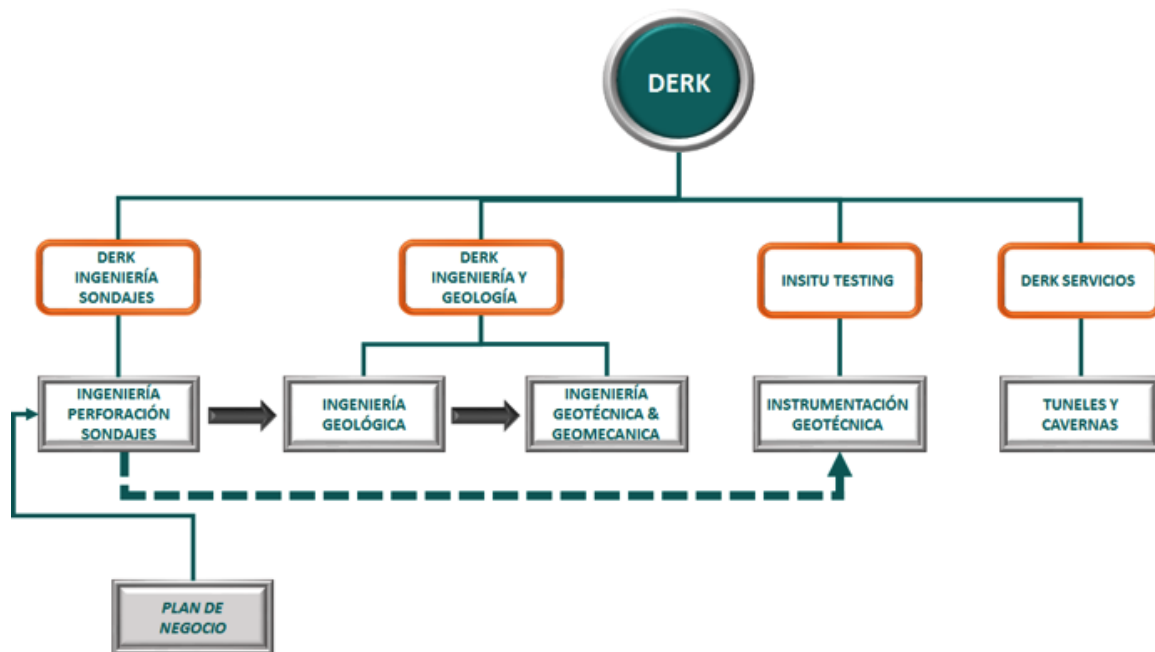 DERK
DERK
INGENIERÍA
SONDAJES
DERK
INGENIERÍA Y
GEOLOGÍA
INSITU TESTING
DERK SERVICIOS
INGENIERÍA
PERFORACIÓN
SONDAJES
INGENIERÍA
GEOLÓGICA
INGENIERÍA
GEOTÉCNICA &
GEOMECANICA
INSTRUMENTACIÓN
GEOTÉCNICA
TUNELES Y
CAVERNAS
PLAN DE
NEGOCIO